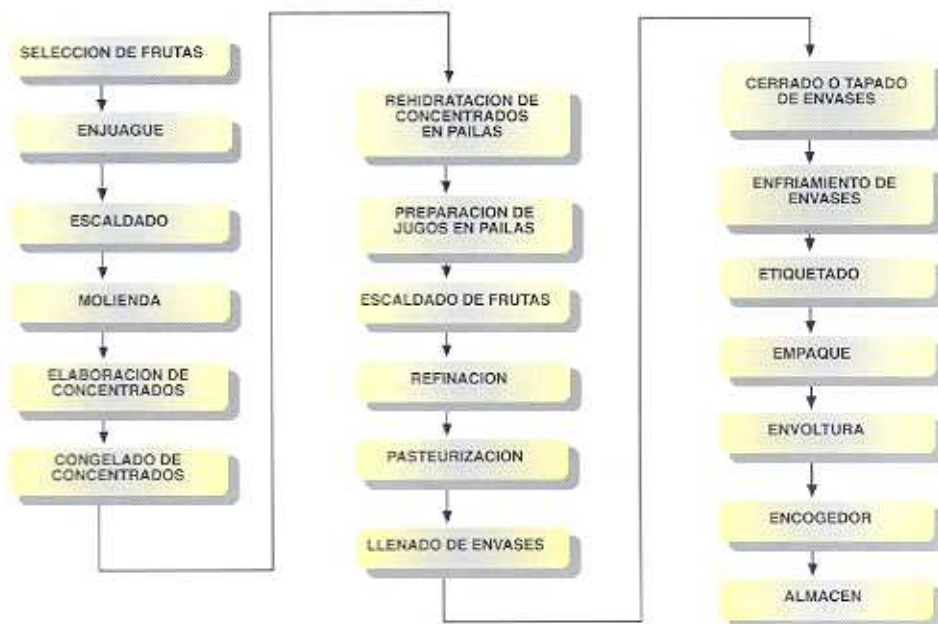 SELECCION DE FRUTAS
ENJUAGUE
ESCALDADO
MOLIENDA
ELABORACION DE
CONCENTRADOS
CONGELADO DE
CONCENTRADOS
REHIDRATACION DE
CONCENTRADOS
EN PAILAS
PREPARACION DE
JUGOS EN PAILAS
ESCALDADO DE FRUTAS
REFINACION
PASTEURIZACION
LLENADO DE ENVASES
CERRADO O TAPADO
DE ENVASES
ENFRIAMIENTO DE
ENVASES
ETIQUETADO
EMPAQUE
ENVOLTURA
ENCOGEDOR
ALMACEN